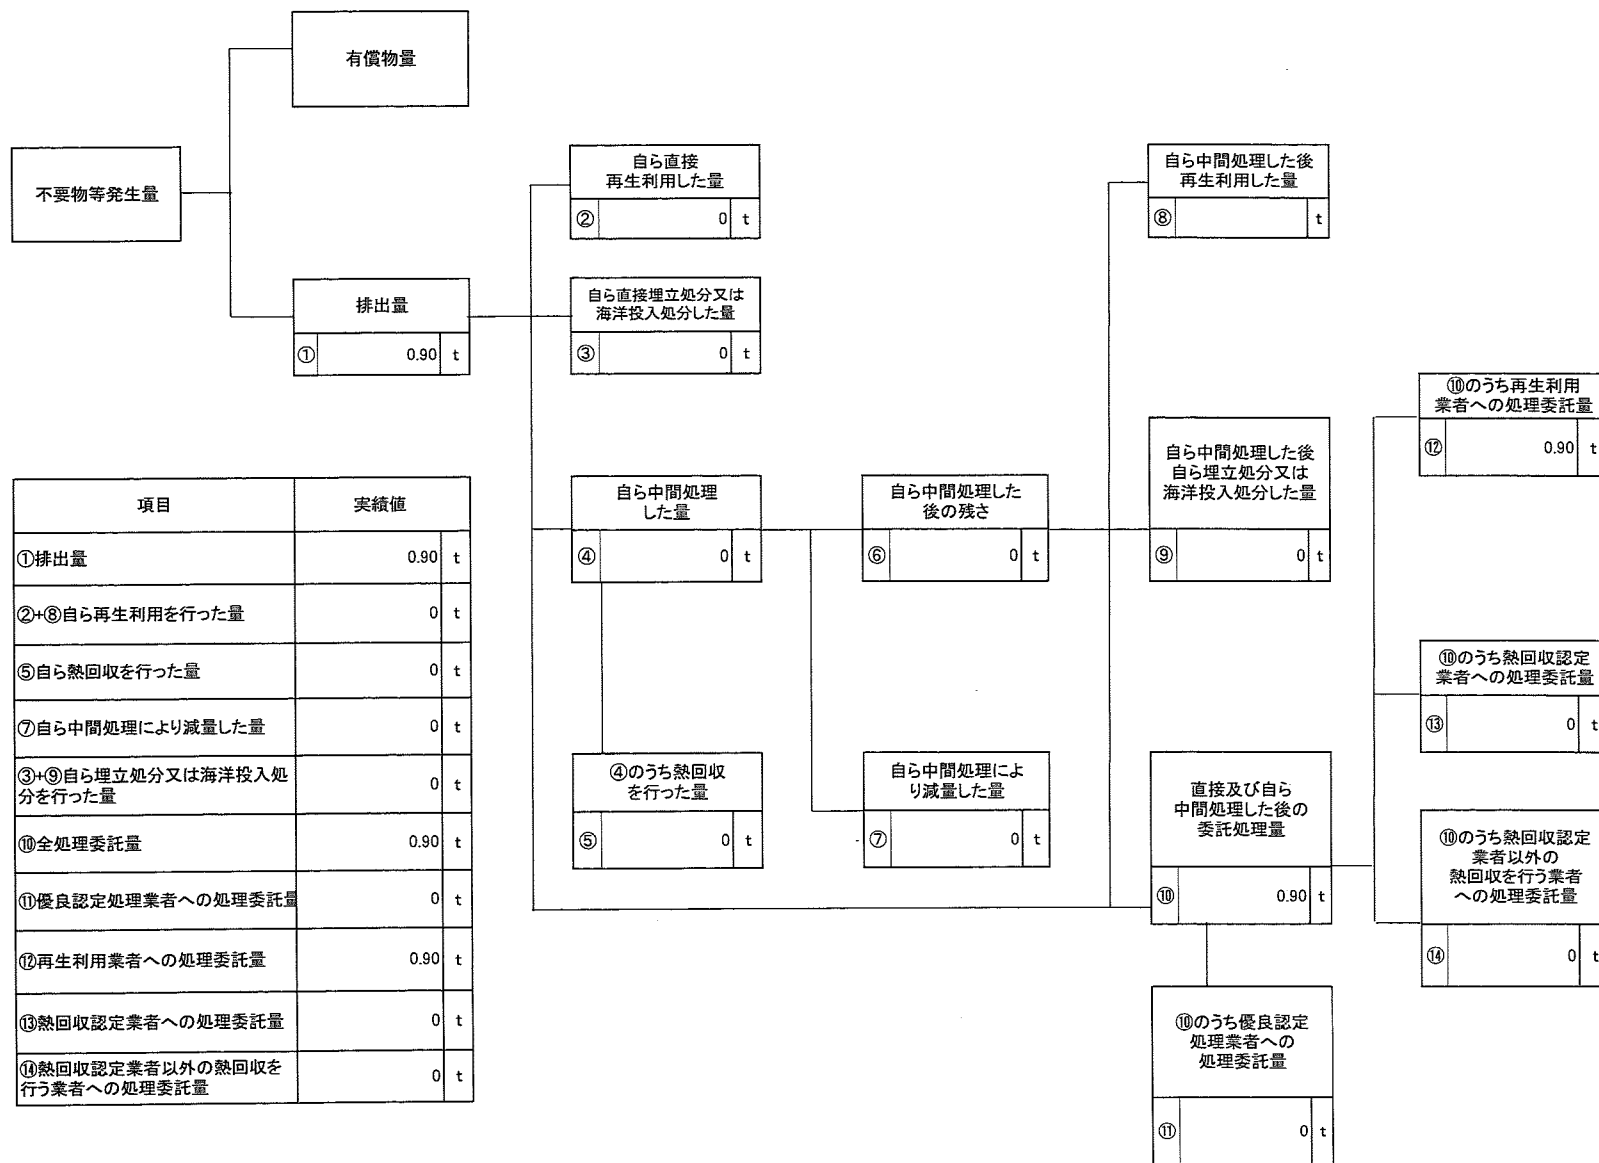 有償物量
不要物等発生量
排出量
① 0.90 t
自ら直接
再生利用した量
② 0 t
自ら直接埋立処分又は
海洋投入処分した量
③ 0 t
自ら中間処理
した量
④ 0 t
④のうち熱回収
を行った量
⑤ 0 t
自ら中間処理した
後の残さ
⑥ 0 t
自ら中間処理によ
り減量した量
⑦ 0 t
自ら中間処理した後
再生利用した量
⑧ t
自ら中間処理した後
自ら埋立処分又は
海洋投入処分した量
⑨ 0 t
直接及び自ら
中間処理した後の
委託処理量
⑩ 0.90 t
⑩のうち優良認定
処理業者への
処理委託量
⑪ 0 t
⑩のうち再生利用
業者への処理委託量
⑫ 0.90 t
⑩のうち熱回収認定
業者への処理委託量
⑬ 0 t
⑩のうち熱回収認定
業者以外の
熱回収を行う業者
への処理委託量
⑭ 0 t
項目 実績値
①排出量 0.90 t
②+⑧自ら再生利用を行った量 0 t
⑤自ら熱回収を行った量 0 t
⑦自ら中間処理により減量した量 0 t
③+⑨自ら埋立処分又は海洋投入処
分を行った量 0 t
⑩全処理委託量 0.90 t
⑪優良認定処理業者への処理委託量 0 t
⑫再生利用業者への処理委託量 0.90 t
⑬熱回収認定業者への処理委託量 0 t
⑭熱回収認定業者以外の熱回収を
行う業者への処理委託量 0 t